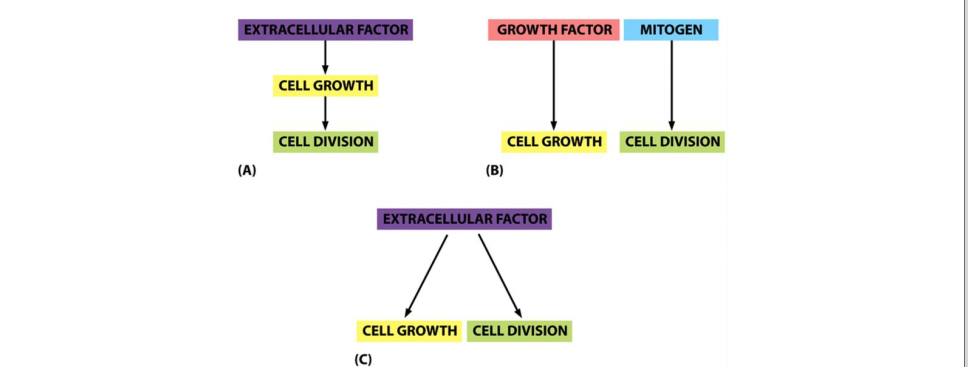 EXTRACELLULAR FACTOR
CELL GROWTH
CELL DIVISION
(A)
GROWTH FACTOR
MITOGEN
CELL GROWTH
CELL DIVISION
(B)
EXTRACELLULAR FACTOR
CELL GROWTH
CELL DIVISION
(C)